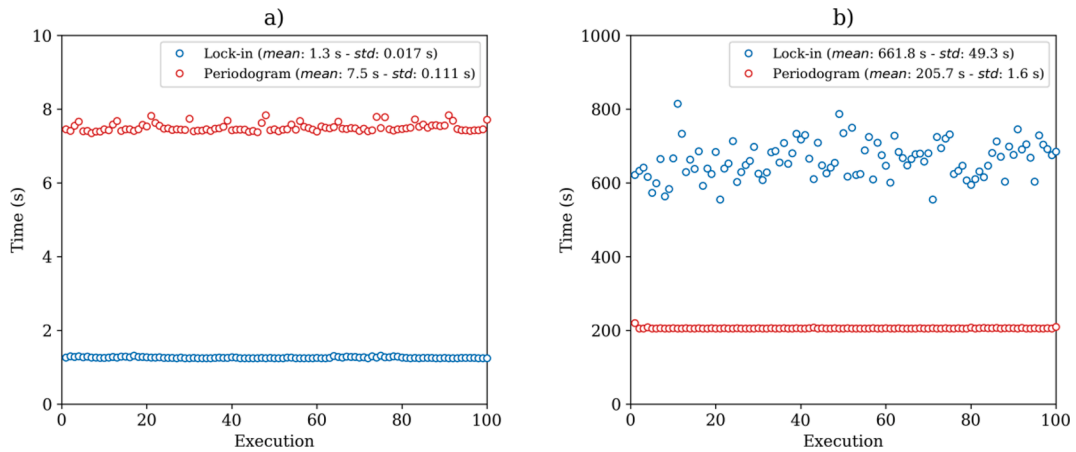 a)
Lock-in (mean: 1.3 s - std: 0.017 s)
Periodogram (mean: 7.5 s - std: 0.111 s)
10
8
6
4
2
0
Time (s)
0 20 40 60 80 100
Execution
b)
Lock-in (mean: 661.8 s - std: 49.3 s)
Periodogram (mean: 205.7 s - std: 1.6 s)
1000
800
600
400
200
0
Time (s)
0 20 40 60 80 100
Execution